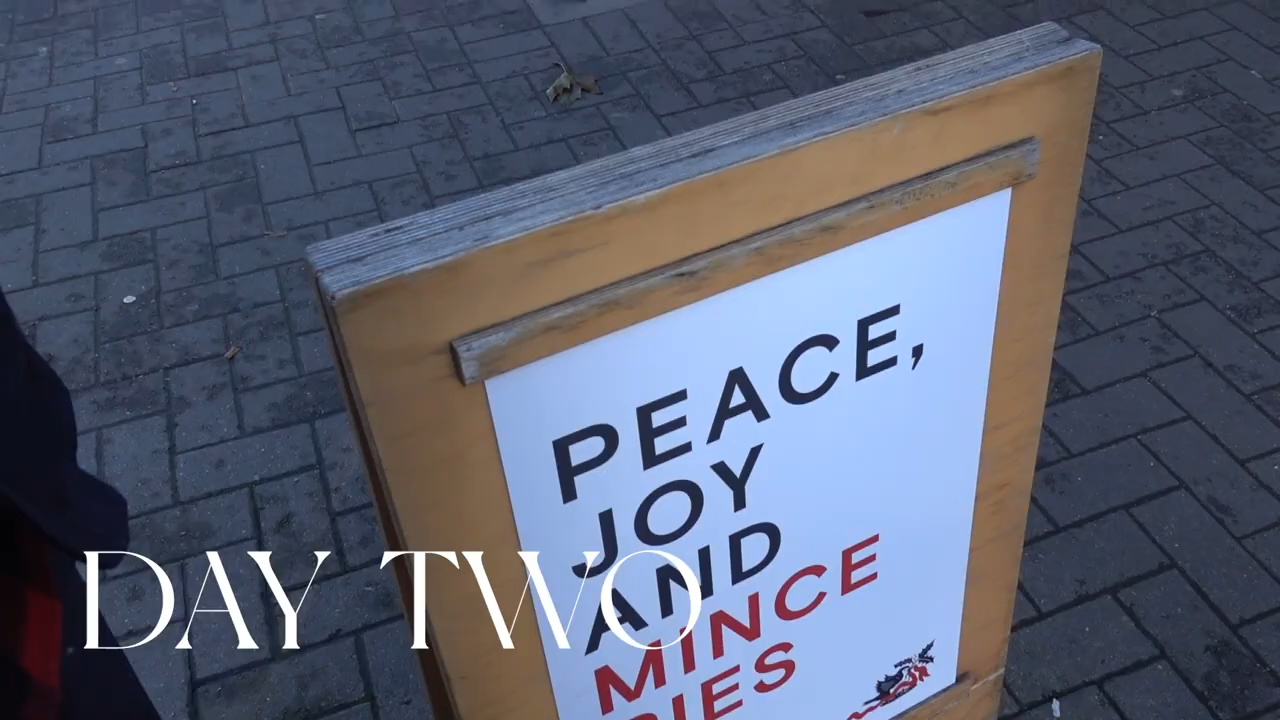 PEACE,
JOY
AND
MINCE
PIES
DAY TWO